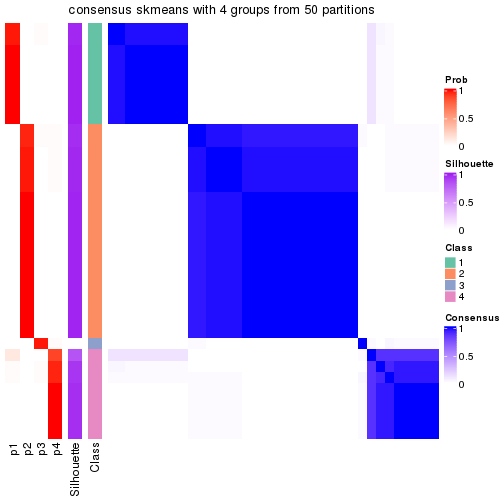 consensus skmeans with 4 groups from 50 partitions
Prob
1
0.5
0
Silhouette
1
0.5
0
Class
1
2
3
4
Consensus
1
0.5
0
p1
p2
p3
p4
Silhouette
Class